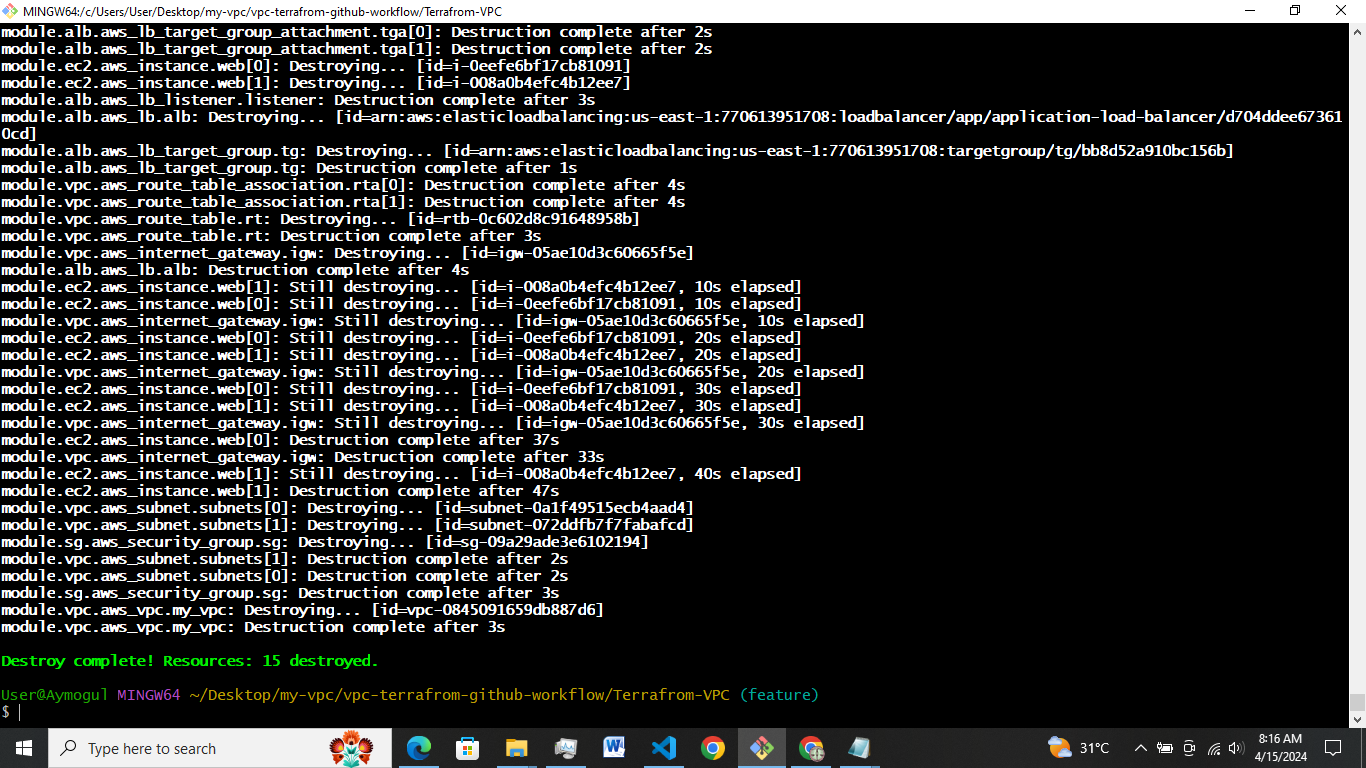 MINGW64:/c/Users/User/Desktop/my-vpc/vpc-terrafrom-github-workflow/Terrafrom-VPC
module.alb.aws_lb_target_group_attachment.tga[0]: Destruction complete after 2s
module.alb.aws_lb_target_group_attachment.tga[1]: Destruction complete after 2s
module.ec2.aws_instance.web[0]: Destroying... [id=i-0eefe6bf17cb81091]
module.ec2.aws_instance.web[1]: Destroying... [id=i-008a0b4efc4b12ee7]
module.alb.aws_lb_listener.listener: Destruction complete after 3s
module.alb.aws_lb.alb: Destroying... [id=arn:aws:elasticloadbalancing:us-east-1:770613951708:loadbalancer/app/application-load-balancer/d704ddee67361
0cd]
module.alb.aws_lb_target_group.tg: Destroying... [id=arn:aws:elasticloadbalancing:us-east-1:770613951708:targetgroup/tg/bb8d52a910bc156b]
module.alb.aws_lb_target_group.tg: Destruction complete after 1s
module.vpc.aws_route_table_association.rta[0]: Destruction complete after 4s
module.vpc.aws_route_table_association.rta[1]: Destruction complete after 4s
module.vpc.aws_route_table.rt: Destroying... [id=rtb-0c602d8c91648958b]
module.vpc.aws_route_table.rt: Destruction complete after 3s
module.vpc.aws_internet_gateway.igw: Destroying... [id=igw-05ae10d3c60665f5e]
module.alb.aws_lb.alb: Destruction complete after 4s
module.ec2.aws_instance.web[1]: Still destroying... [id=i-008a0b4efc4b12ee7, 10s elapsed]
module.ec2.aws_instance.web[0]: Still destroying... [id=i-0eefe6bf17cb81091, 10s elapsed]
module.vpc.aws_internet_gateway.igw: Still destroying... [id=igw-05ae10d3c60665f5e, 10s elapsed]
module.ec2.aws_instance.web[0]: Still destroying... [id=i-0eefe6bf17cb81091, 20s elapsed]
module.ec2.aws_instance.web[1]: Still destroying... [id=i-008a0b4efc4b12ee7, 20s elapsed]
module.vpc.aws_internet_gateway.igw: Still destroying... [id=igw-05ae10d3c60665f5e, 20s elapsed]
module.ec2.aws_instance.web[0]: Still destroying... [id=i-0eefe6bf17cb81091, 30s elapsed]
module.ec2.aws_instance.web[1]: Still destroying... [id=i-008a0b4efc4b12ee7, 30s elapsed]
module.vpc.aws_internet_gateway.igw: Still destroying... [id=igw-05ae10d3c60665f5e, 30s elapsed]
module.ec2.aws_instance.web[0]: Destruction complete after 37s
module.vpc.aws_internet_gateway.igw: Destruction complete after 33s
module.ec2.aws_instance.web[1]: Still destroying... [id=i-008a0b4efc4b12ee7, 40s elapsed]
module.ec2.aws_instance.web[1]: Destruction complete after 47s
module.vpc.aws_subnet.subnets[0]: Destroying... [id=subnet-0a1f49515ecb4aad4]
module.vpc.aws_subnet.subnets[1]: Destroying... [id=subnet-072ddfb7f7fabafcd]
module.sg.aws_security_group.sg: Destroying... [id=sg-09a29ade3e6102194]
module.vpc.aws_subnet.subnets[1]: Destruction complete after 2s
module.vpc.aws_subnet.subnets[0]: Destruction complete after 2s
module.sg.aws_security_group.sg: Destruction complete after 3s
module.vpc.aws_vpc.my_vpc: Destroying... [id=vpc-0845091659db887d6]
module.vpc.aws_vpc.my_vpc: Destruction complete after 3s
Destroy complete! Resources: 15 destroyed.
User@Aymogul MINGW64 ~/Desktop/my-vpc/vpc-terrafrom-github-workflow/Terrafrom-VPC (feature)
$
Type here to search
31°C
8:16 AM
4/15/2024